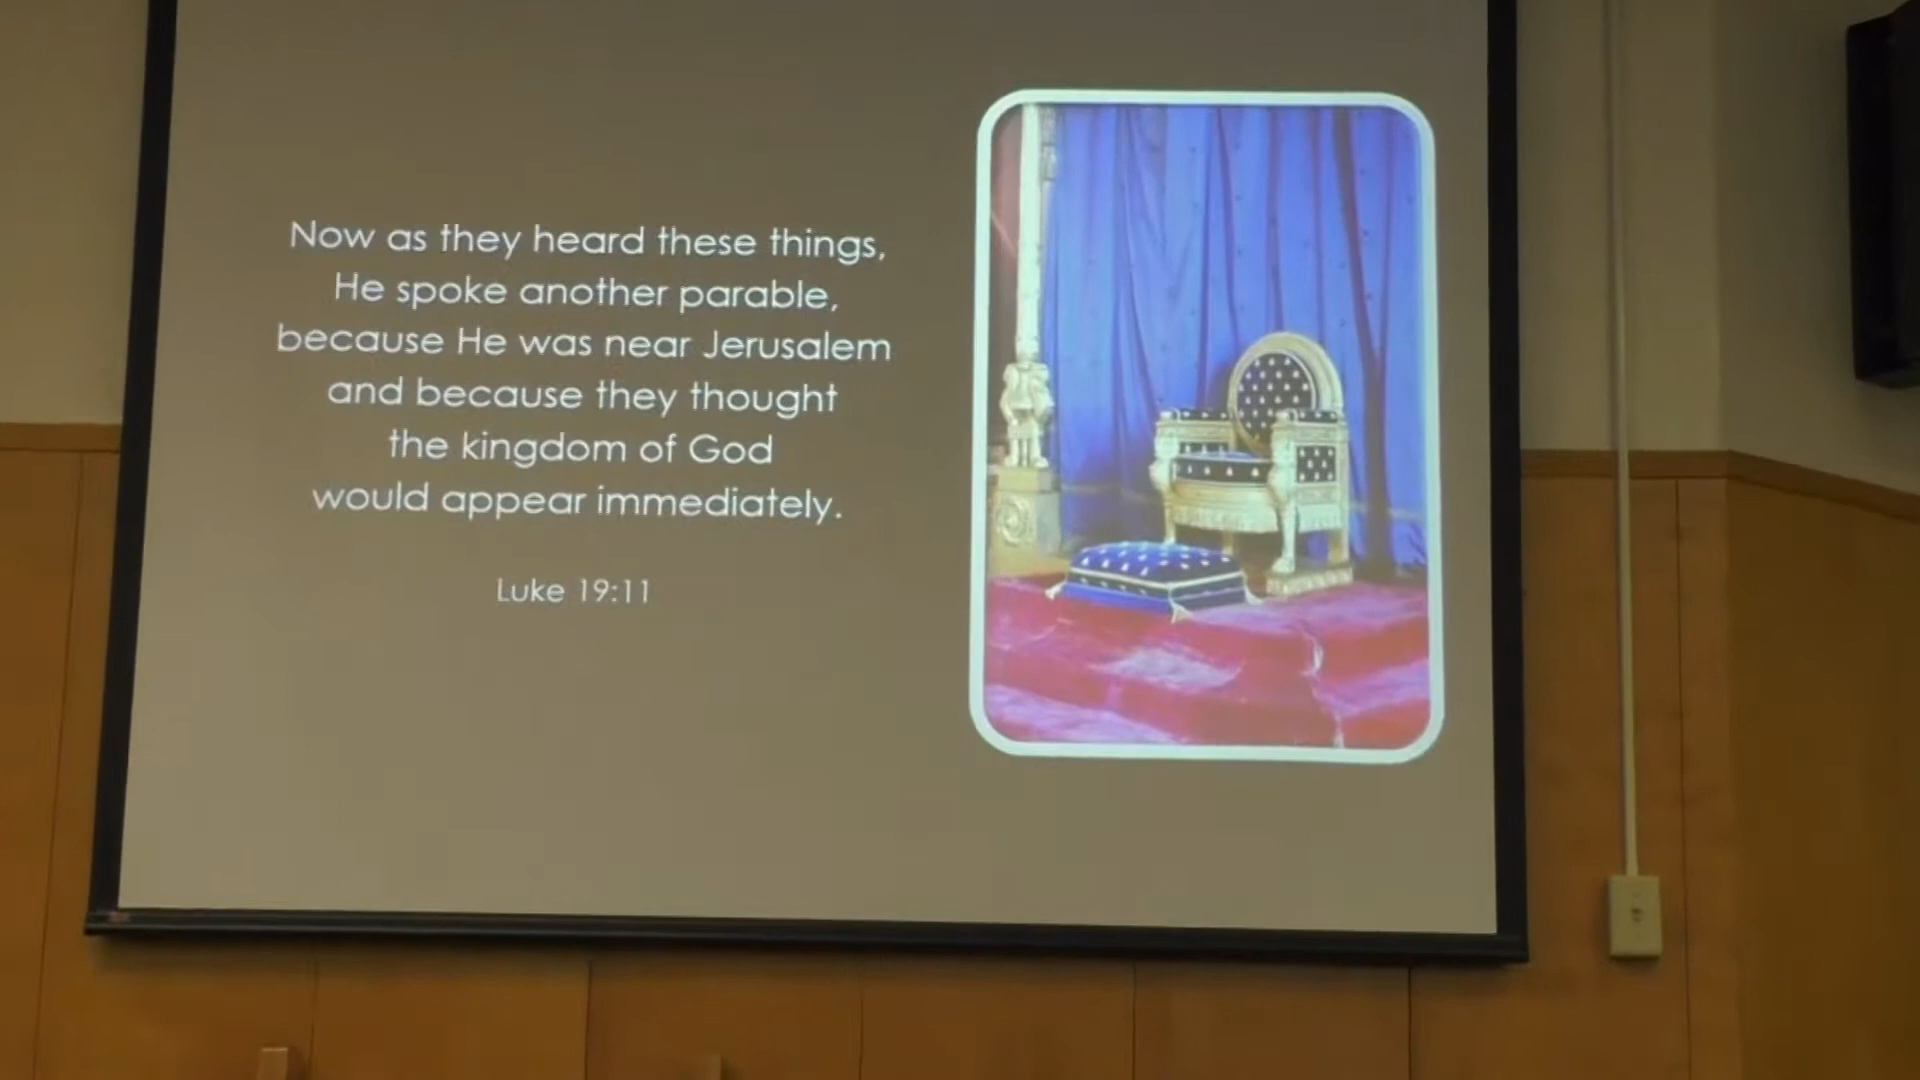 Now as they heard these things,
He spoke another parable,
because He was near Jerusalem
and because they thought
the kingdom of God
would appear immediately.
Luke 19:11